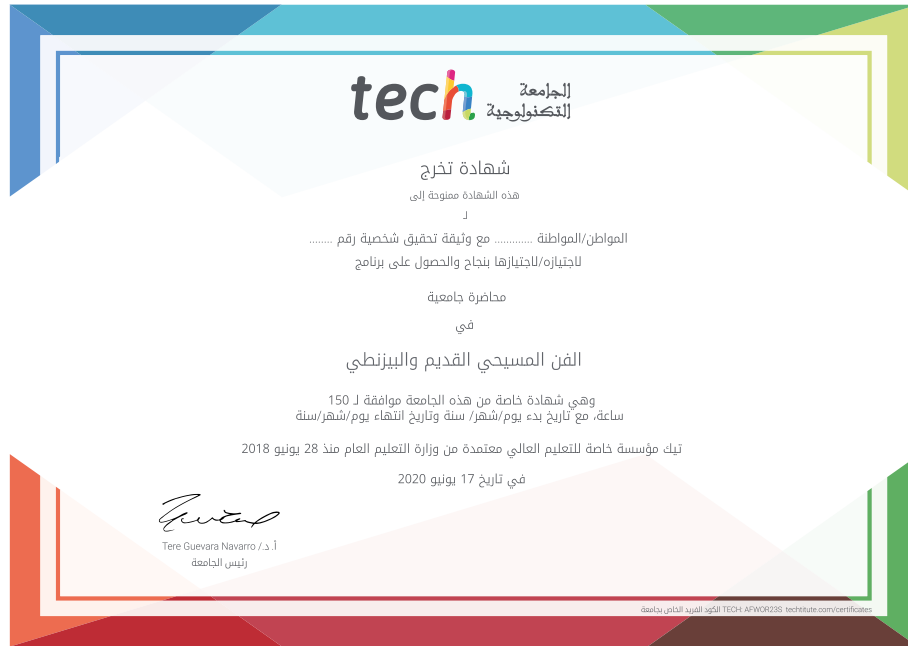 tech الجامعة
التكنولوجية
شهادة تخرج
هذه الشهادة ممنوحة إلى
لـ
المواطن/المواطنة ............. مع وثيقة تحقيق شخصية رقم ........
لاجتيازه/لاجتيازها بنجاح والحصول على برنامج
محاضرة جامعية
في
الفن المسيحي القديم والبيزنطي
وهي شهادة خاصة من هذه الجامعة موافقة لـ 150
ساعة، مع تاريخ بدء يوم/شهر/ سنة وتاريخ انتهاء يوم/شهر/سنة
تيك مؤسسة خاصة للتعليم العالي معتمدة من وزارة التعليم العام منذ 28 يونيو 2018
في تاريخ 17 يونيو 2020
أ. د./ Tere Guevara Navarro
رئيس الجامعة
الكود الفريد الخاص بجامعة TECH: AFWOR23S techtitute.com/certificates